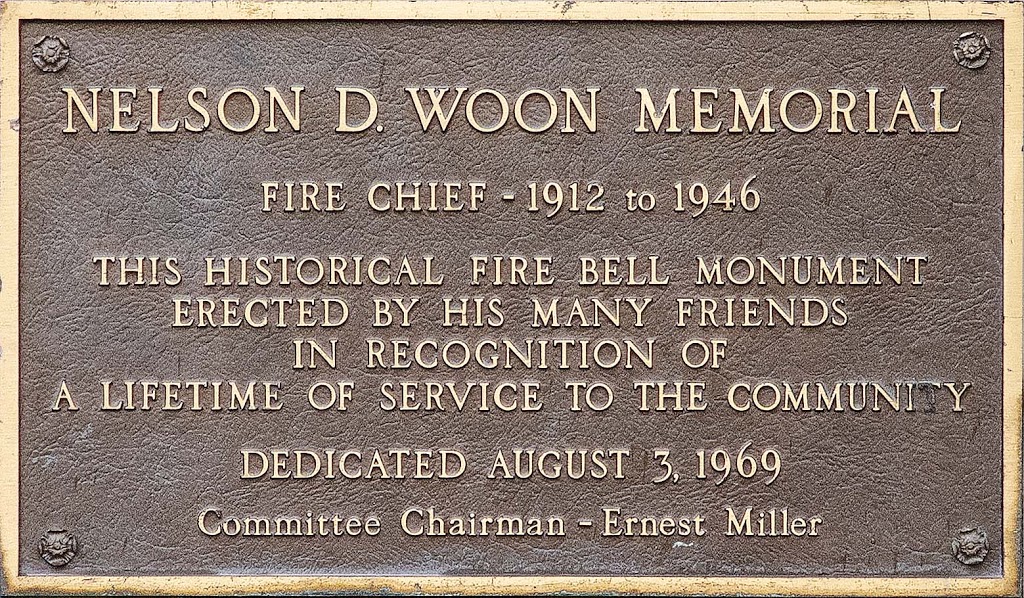 NELSON D. WOON MEMORIAL
FIRE CHIEF - 1912 to 1946
THIS HISTORICAL FIRE BELL MONUMENT
ERECTED BY HIS MANY FRIENDS
IN RECOGNITION OF
A LIFETIME OF SERVICE TO THE COMMUNITY
DEDICATED AUGUST 3, 1969
Committee Chairman - Ernest Miller